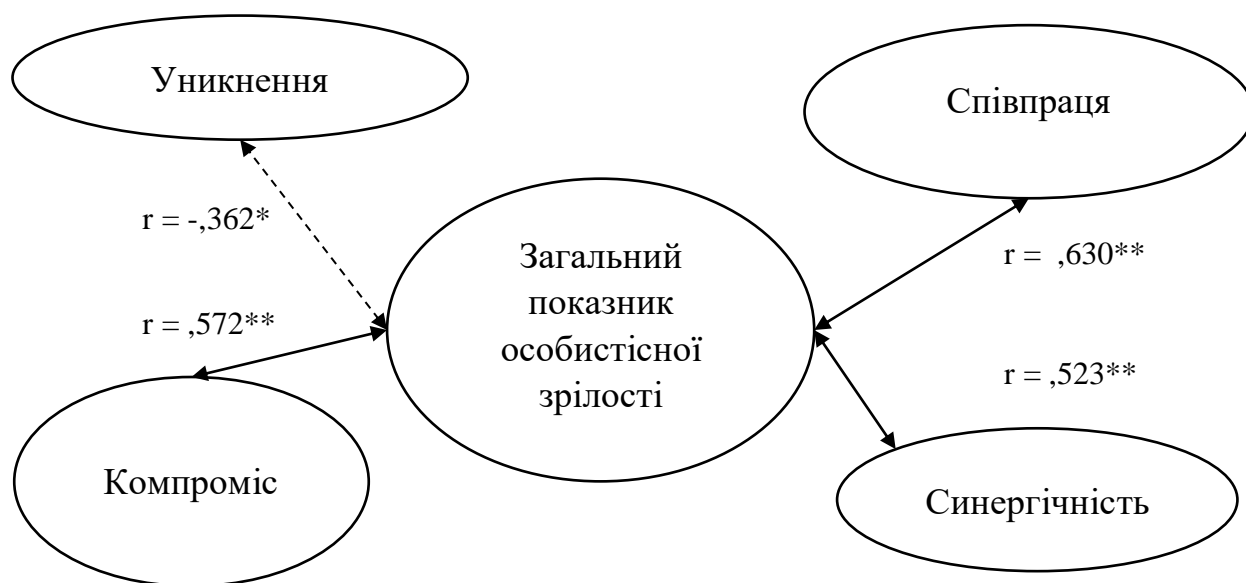 Уникнення
Співпраця
r = -,362*
Загальний
показник
особистісної
зрілості
r = ,630**
r = ,572**
r = ,523**
Компроміс
Синергічність